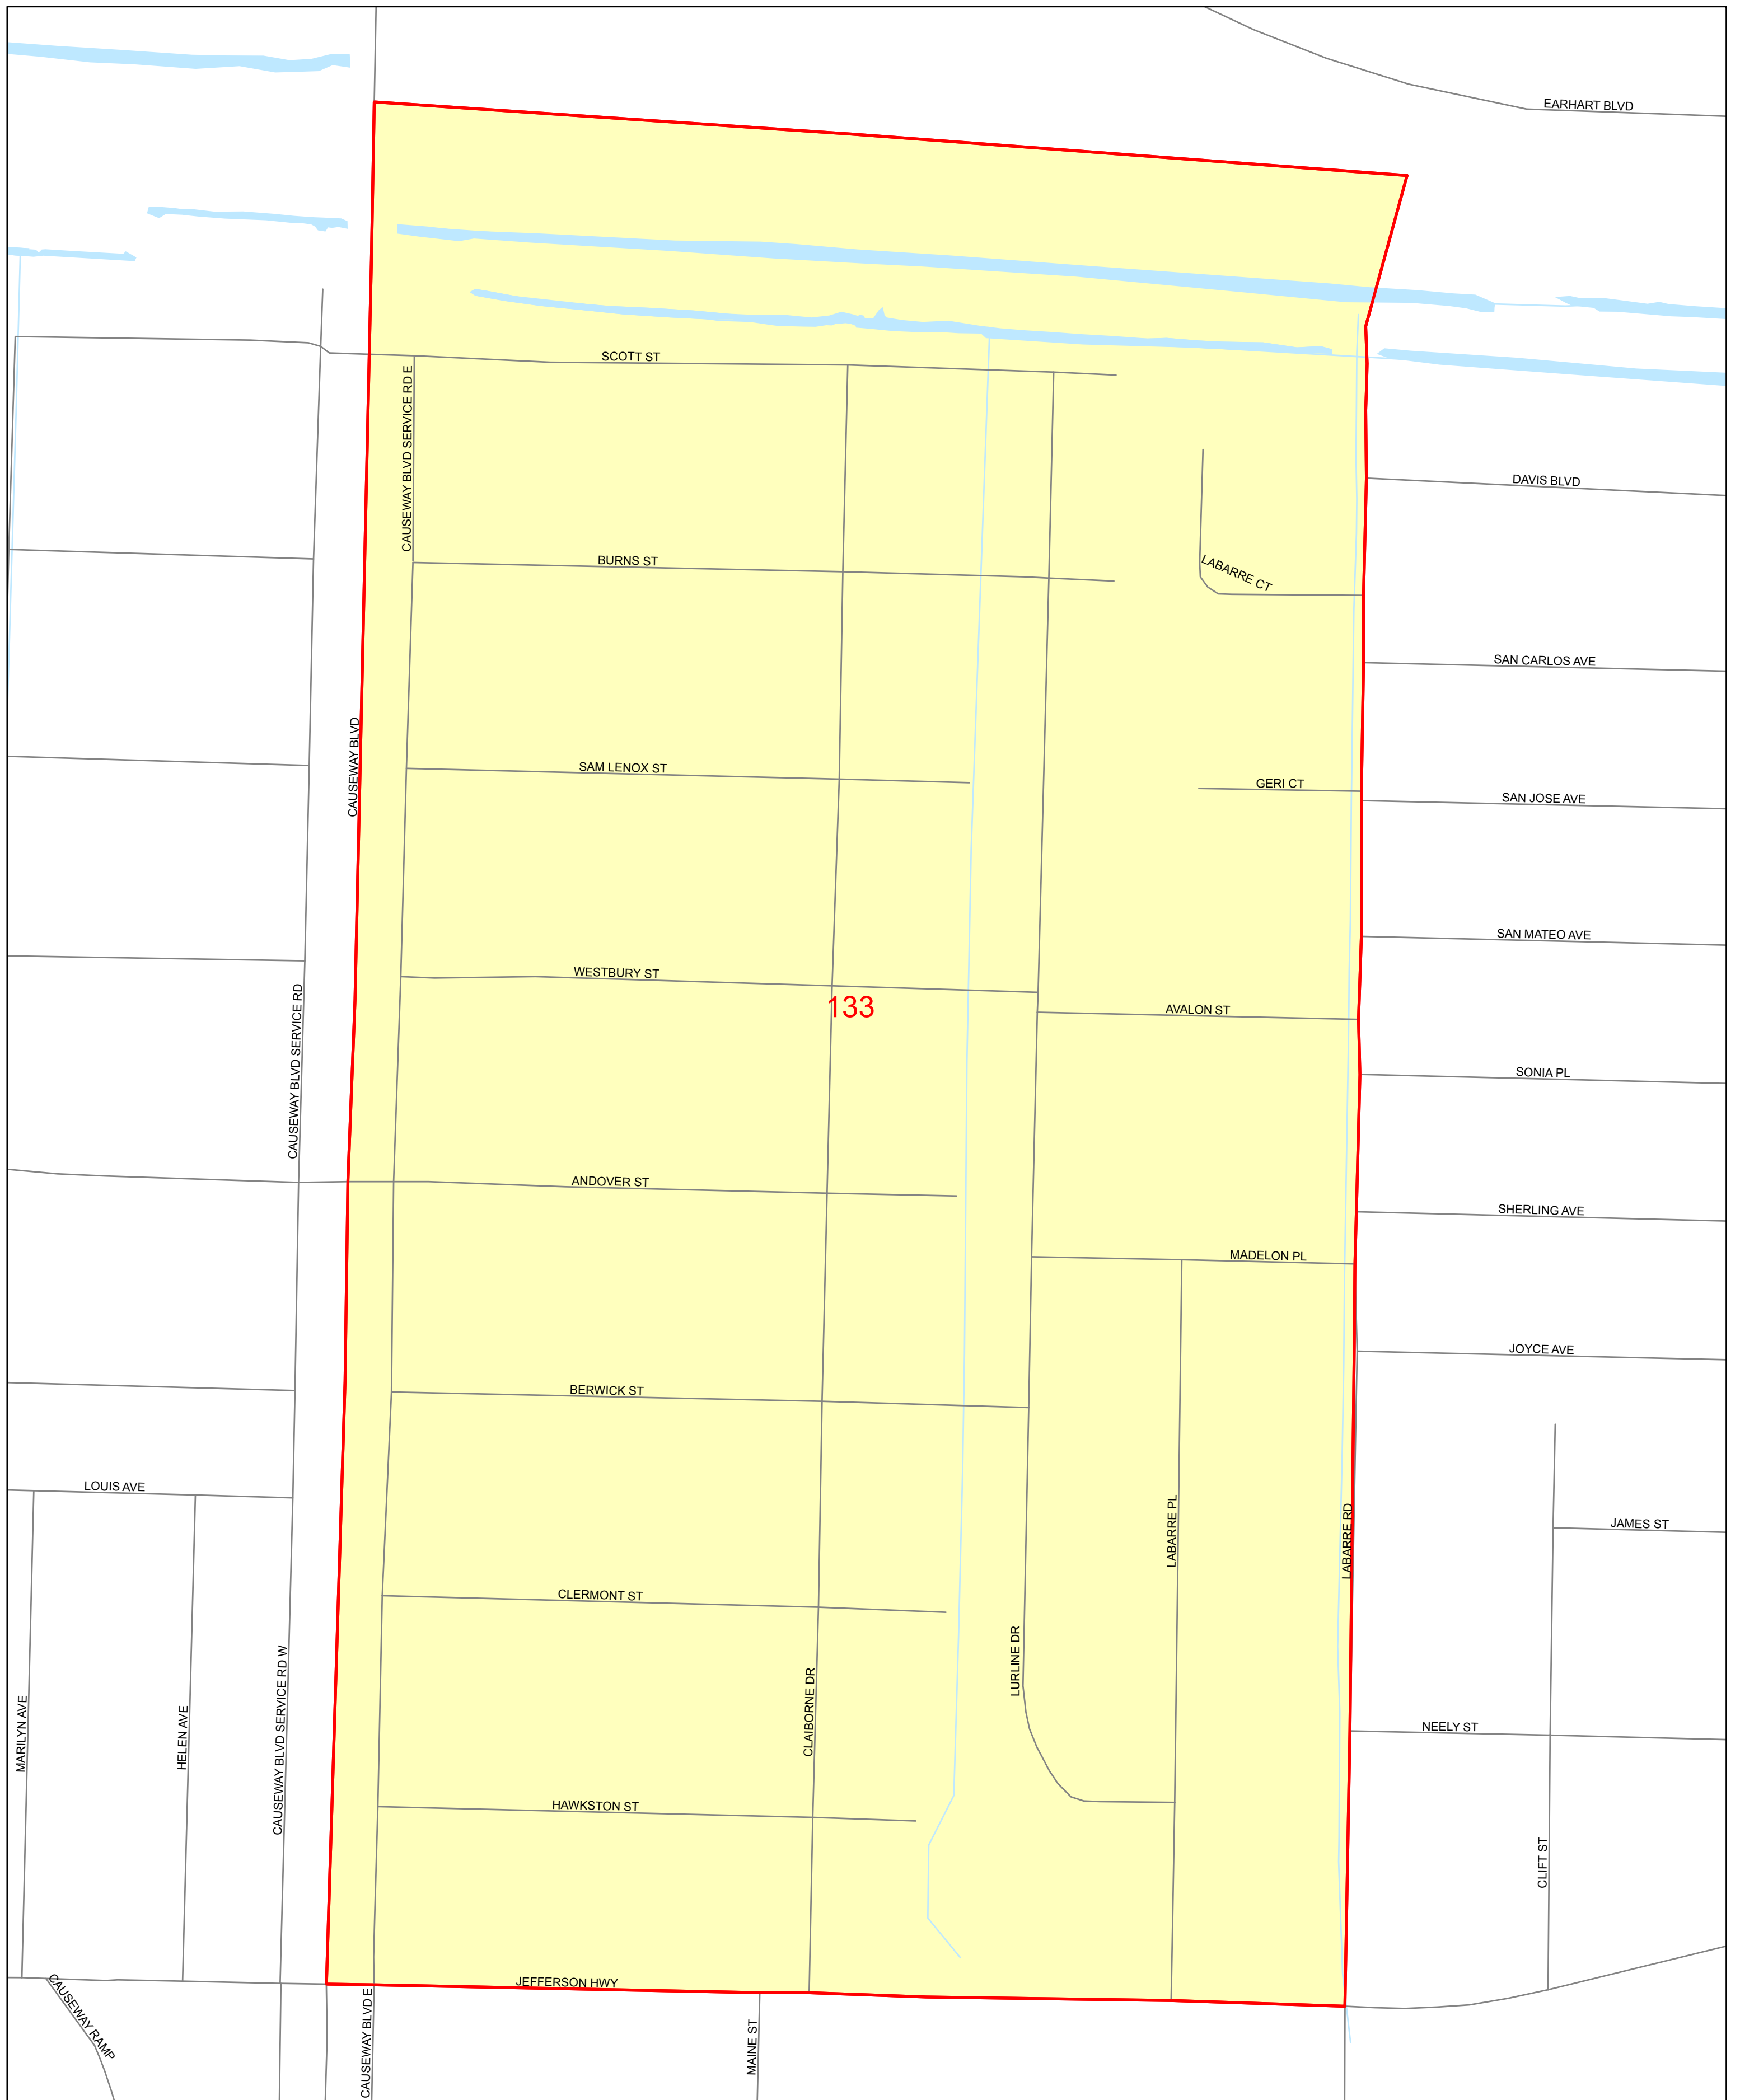 EARHART BLVD
SCOTT ST
CAUSEWAY BLVD SERVICE RD E
DAVIS BLVD
BURNS ST
LABARRE CT
SAN CARLOS AVE
CAUSEWAY BLVD
SAM LENOX ST
GERI CT
SAN JOSE AVE
SAN MATEO AVE
WESTBURY ST
133
AVALON ST
CAUSEWAY BLVD SERVICE RD
SONIA PL
ANDOVER ST
SHERLING AVE
MADELON PL
JOYCE AVE
BERWICK ST
LOUIS AVE
LABARRE PL
LABARRE RD
JAMES ST
CLERMONT ST
LURLINE DR
CLAIBORNE DR
MARILYN AVE
HELEN AVE
CAUSEWAY BLVD SERVICE RD W
NEELY ST
HAWKSTON ST
CLIFT ST
JEFFERSON HWY
CAUSEWAY RAMP
CAUSEWAY BLVD E
MAINE ST